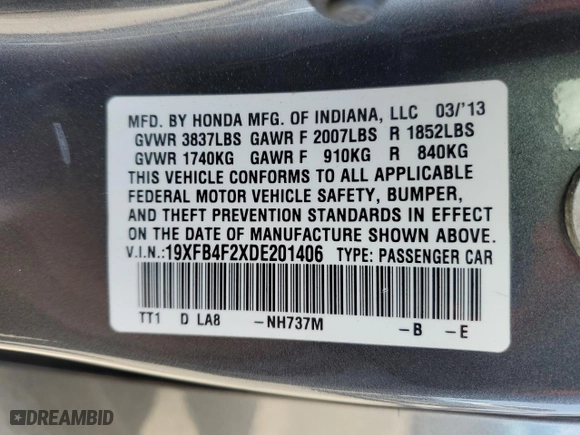 MFD. BY HONDA MFG. OF INDIANA, LLC 03/'13
GVWR 3837LBS GAWR F 2007LBS R 1852LBS
GVWR 1740KG GAWR F 910KG R 840KG
THIS VEHICLE CONFORMS TO ALL APPLICABLE
FEDERAL MOTOR VEHICLE SAFETY, BUMPER,
AND THEFT PREVENTION STANDARDS IN EFFECT
ON THE DATE OF MANUFACTURE SHOWN ABOVE.
V.I.N.:19XFB4F2XDE201406 TYPE: PASSENGER CAR
TT1 D LA8 -NH737M -B -E
DREAMBID